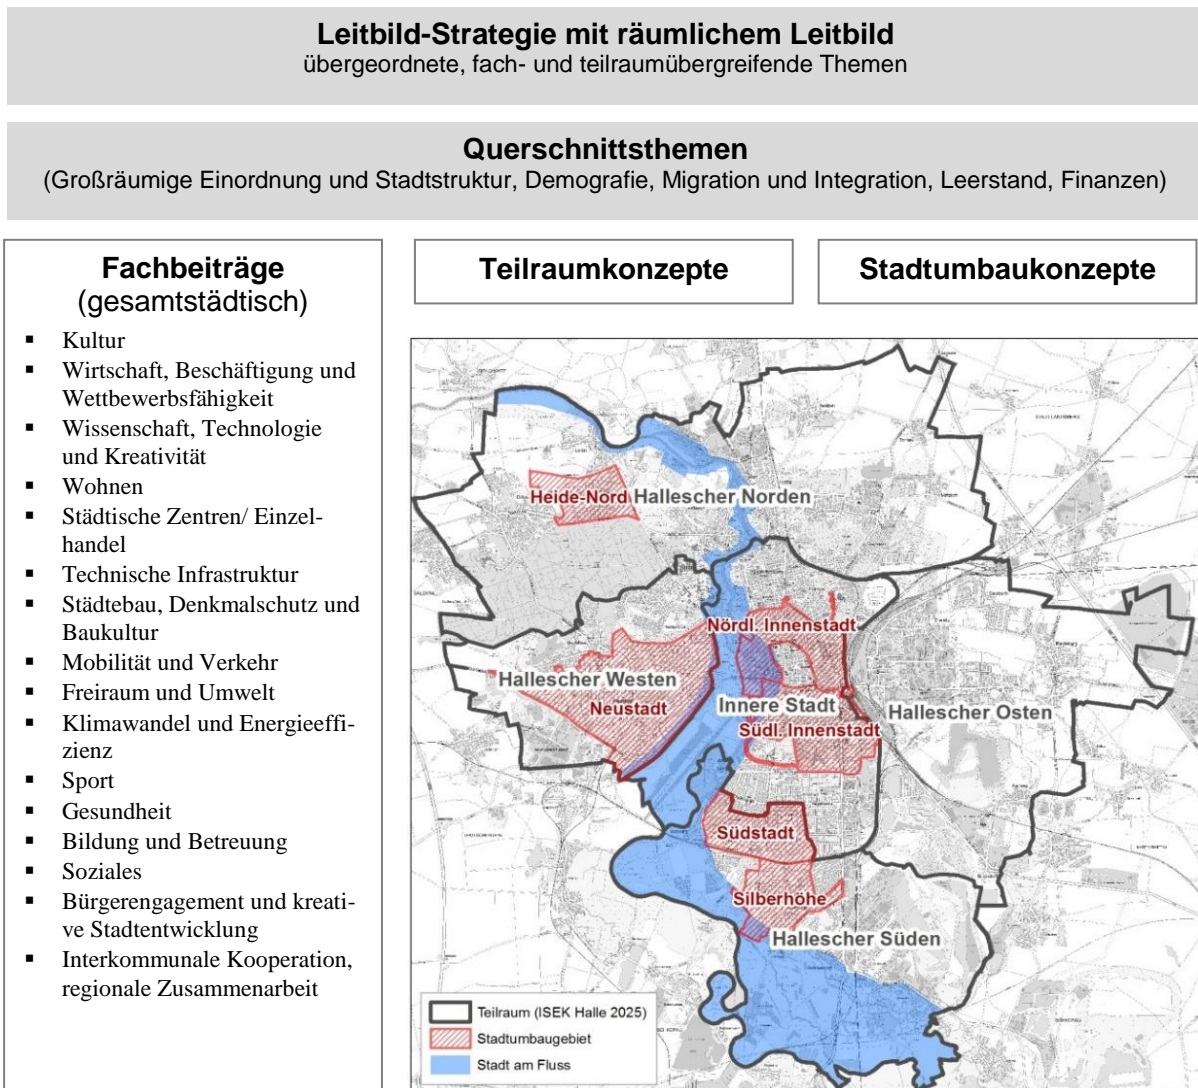 Leitbild-Strategie mit räumlichem Leitbild
übergeordnete, fach- und teilraumübergreifende Themen
Querschnittsthemen
(Großräumige Einordnung und Stadtstruktur, Demografie, Migration und Integration, Leerstand, Finanzen)
Fachbeiträge
(gesamtstädtisch)
▪ Kultur
▪ Wirtschaft, Beschäftigung und
Wettbewerbsfähigkeit
▪ Wissenschaft, Technologie
und Kreativität
▪ Wohnen
▪ Städtische Zentren/ Einzel-
handel
▪ Technische Infrastruktur
▪ Städtebau, Denkmalschutz und
Baukultur
▪ Mobilität und Verkehr
▪ Freiraum und Umwelt
▪ Klimawandel und Energieeffi-
zienz
▪ Sport
▪ Gesundheit
▪ Bildung und Betreuung
▪ Soziales
▪ Bürgerengagement und kreati-
ve Stadtentwicklung
▪ Interkommunale Kooperation,
regionale Zusammenarbeit
Teilraumkonzepte
Stadtumbaukonzepte
Heide-Nord
Hallescher Norden
Nördl. Innenstadt
Hallescher Westen
Neustadt
Innere Stadt
Hallescher Osten
Südl. Innenstadt
Südstadt
Silberhöhe
Hallescher Süden
Teilraum (ISEK Halle 2025)
Stadtumbaugebiet
Stadt am Fluss